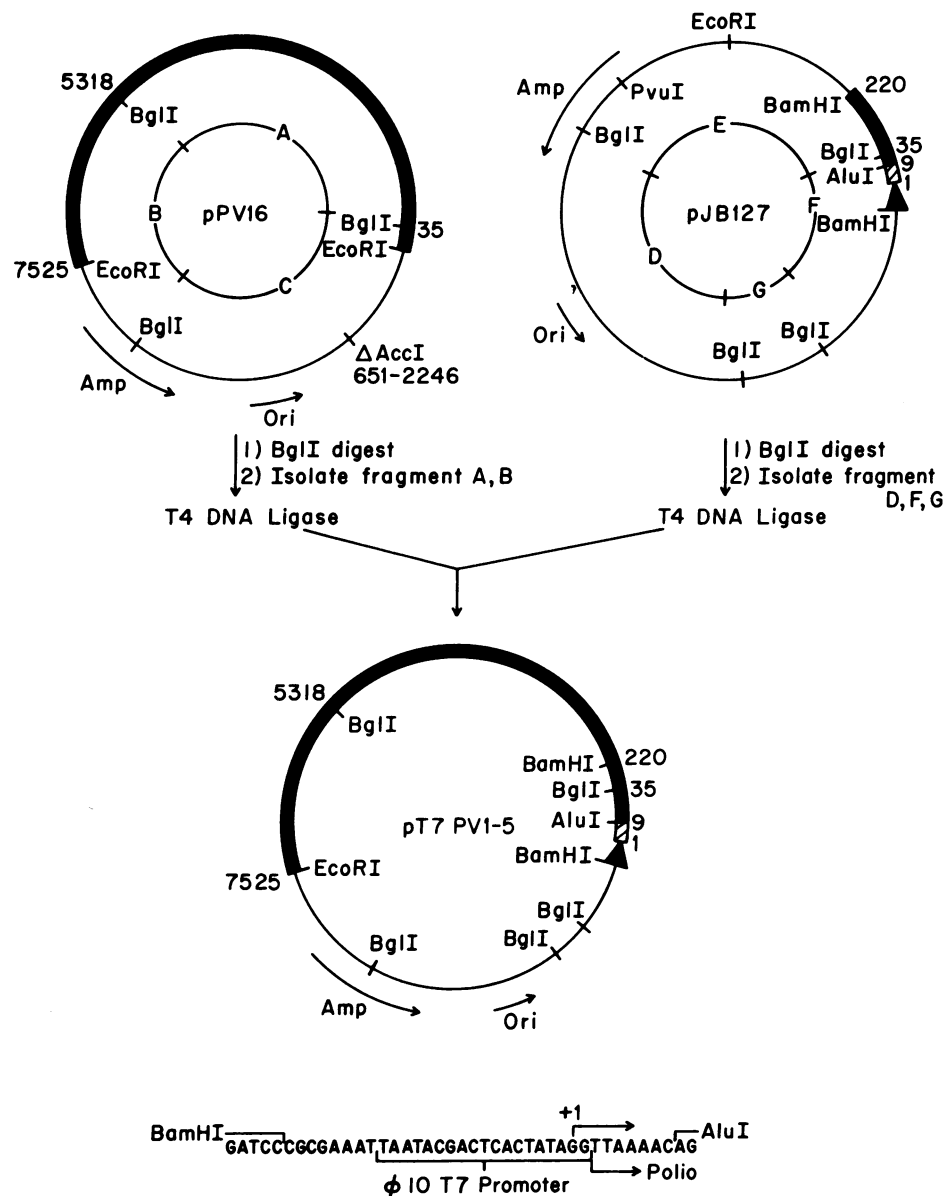 5318
BglI
A
B
pPV16
C
BglI
35
EcoRI
7525
EcoRI
BglI
Amp
Ori
ΔAccI
651-2246
1) BglI digest
2) Isolate fragment A,B
T4 DNA Ligase
EcoRI
Amp
PvuI
BglI
220
BamHI
E
BglI
35
AluI
9
1
F
pJB127
BamHI
D
G
Ori
BglI
BglI
1) BglI digest
2) Isolate fragment
D,F,G
T4 DNA Ligase
5318
BglI
BamHI
220
BglI
35
AluI
9
1
pT7 PV1-5
BamHI
EcoRI
7525
BglI
BglI
BglI
Amp
Ori
+1
BamHI
AluI
GATCCCGCGAAATTAATACGACTCACTATAGGTTAAAACAG
Polio
ϕ10 T7 Promoter